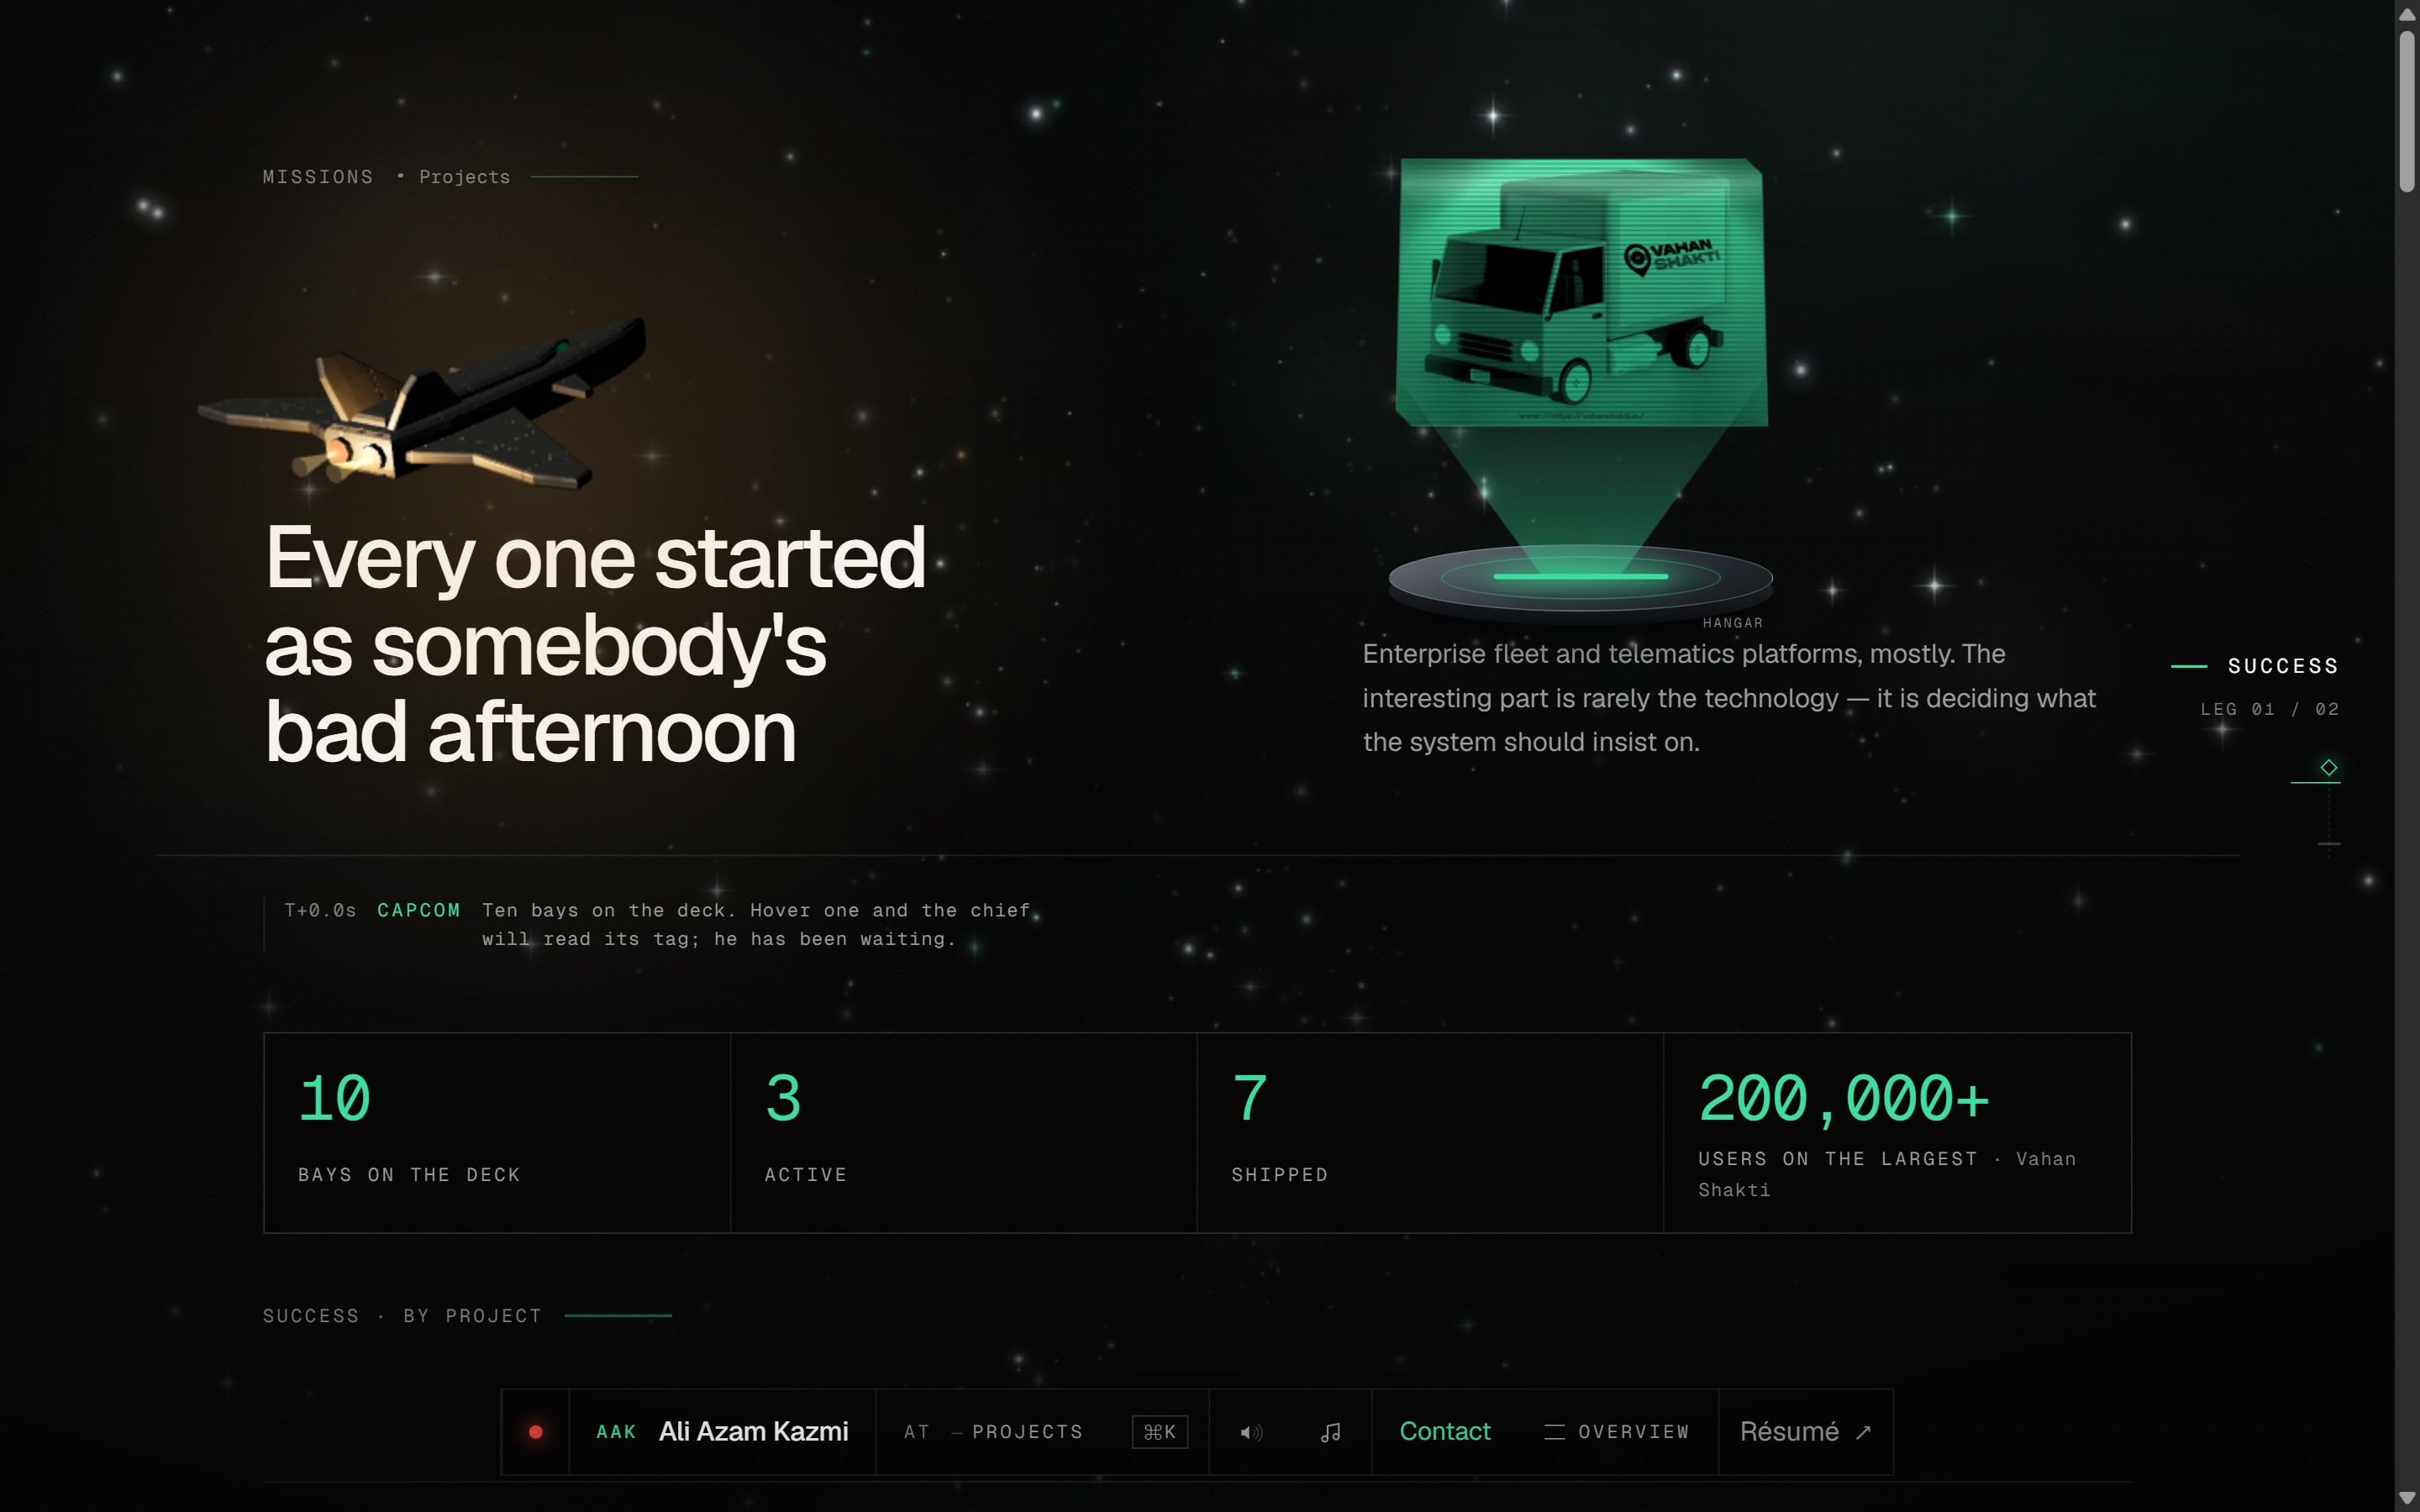 MISSIONS • Projects
VAHAN
SHAKTI
Every one started
as somebody's
bad afternoon
HANGAR
Enterprise fleet and telematics platforms, mostly. The
interesting part is rarely the technology — it is deciding what
the system should insist on.
SUCCESS
LEG 01 / 02
T+0.0s CAPCOM Ten bays on the deck. Hover one and the chief
will read its tag; he has been waiting.
10
BAYS ON THE DECK
3
ACTIVE
7
SHIPPED
200,000+
USERS ON THE LARGEST · Vahan
Shakti
SUCCESS · BY PROJECT
AAK Ali Azam Kazmi AT – PROJECTS ⌘K Contact OVERVIEW Résumé ↗